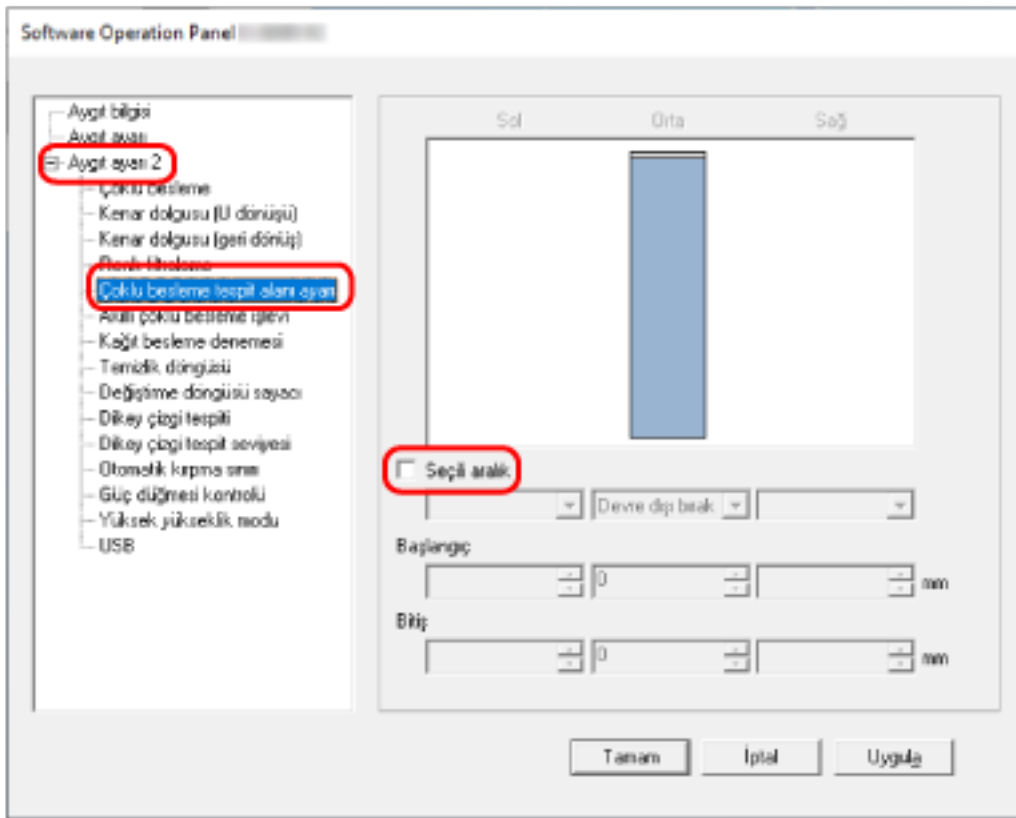 Software Operation Panel
Aygıt bilgisi
Aygıt ayarı
Aygıt ayarı 2
Çoklu besleme
Kenar dolgusu (U dönüşü)
Kenar dolgusu (geri dönüş)
Renk filtreleme
Çoklu besleme tespit alanı ayarı
Akıllı çoklu besleme işlevi
Kağıt besleme denemesi
Temizlik döngüsü
Değiştirme döngüsü sayacı
Dikey çizgi tespiti
Dikey çizgi tespit seviyesi
Otomatik kırpma sınırı
Güç düğmesi kontrolü
Yüksek yükseklik modu
USB
Sol Orta Sağ
Seçili aralık
Devre dışı bırak
Başlangıç
0 mm
Bitiş
0 mm
Tamam İptal Uygula